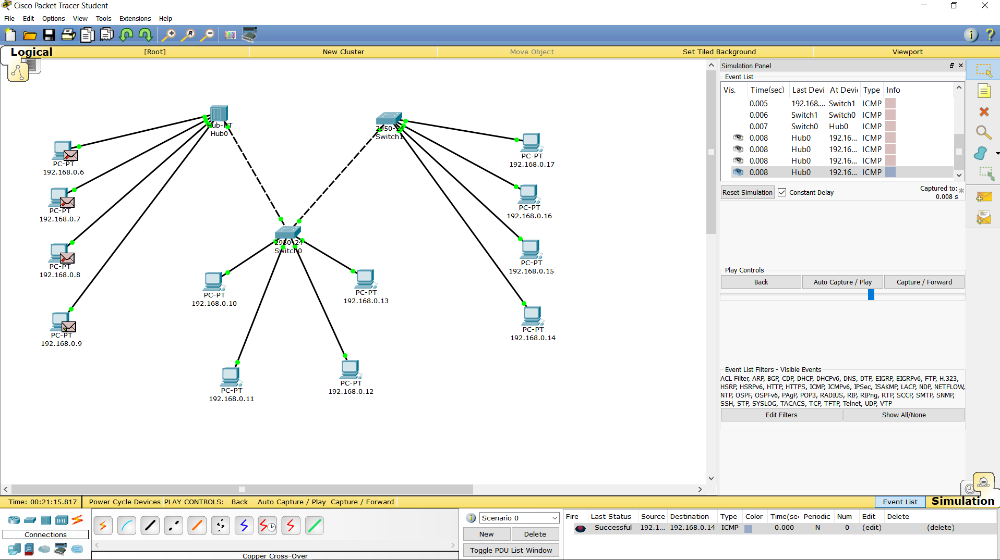 Cisco Packet Tracer Student
File Edit Options View Tools Extensions Help
Logical [Root] New Cluster Move Object Set Tiled Background Viewport
Hub-PT
Hub0
2950-24
Switch1
PC-PT
192.168.0.6
PC-PT
192.168.0.7
PC-PT
192.168.0.8
PC-PT
192.168.0.9
2950-24
Switch0
PC-PT
192.168.0.10
PC-PT
192.168.0.11
PC-PT
192.168.0.12
PC-PT
192.168.0.13
PC-PT
192.168.0.17
PC-PT
192.168.0.16
PC-PT
192.168.0.15
PC-PT
192.168.0.14
Simulation Panel
Event List
Vis. Time(sec) Last Devi At Devic Type Info
0.005 192.168.... Switch1 ICMP
0.006 Switch1 Switch0 ICMP
0.007 Switch0 Hub0 ICMP
0.008 Hub0 192.16... ICMP
0.008 Hub0 192.16... ICMP
0.008 Hub0 192.16... ICMP
0.008 Hub0 192.16... ICMP
Reset Simulation Constant Delay Captured to: *
0.008 s
Play Controls
Back Auto Capture / Play Capture / Forward
Event List Filters - Visible Events
ACL Filter, ARP, BGP, CDP, DHCP, DHCPv6, DNS, DTP, EIGRP, EIGRPv6, FTP, H.323,
HSRP, HSRPv6, HTTP, HTTPS, ICMP, ICMPv6, IPSec, ISAKMP, LACP, NDP, NETFLOW,
NTP, OSPF, OSPFv6, PAgP, POP3, RADIUS, RIP, RIPng, RTP, SCCP, SMTP, SNMP,
SSH, STP, SYSLOG, TACACS, TCP, TFTP, Telnet, UDP, VTP
Edit Filters Show All/None
Time: 00:21:15.817 Power Cycle Devices PLAY CONTROLS: Back Auto Capture / Play Capture / Forward Event List Simulation
Connections
Copper Cross-Over
Scenario 0
New Delete
Toggle PDU List Window
Fire Last Status Source Destination Type Color Time(sec Periodic Num Edit Delete
Successful 192.1... 192.168.0.14 ICMP 0.000 N 0 (edit) (delete)